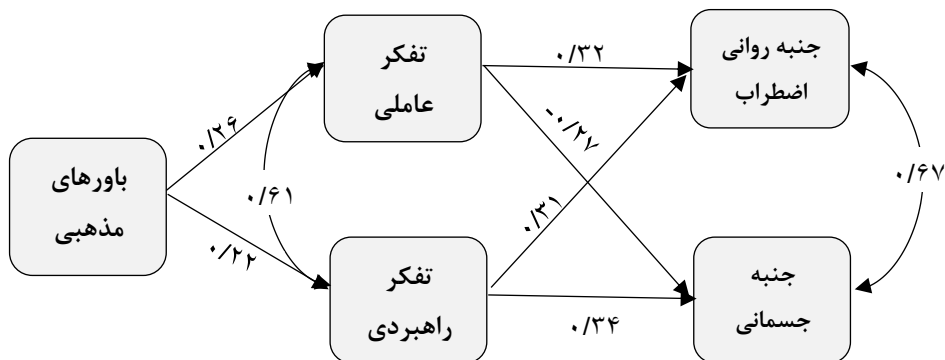 باورهای
مذهبی
۰/۲۶
۰/۲۲
۰/۶۱
تفکر
عاملی
تفکر
راهبردی
۰/۳۲
-۰/۲۷
۰/۳۱
۰/۳۴
جنبه روانی
اضطراب
جنبه
جسمانی
۰/۶۷